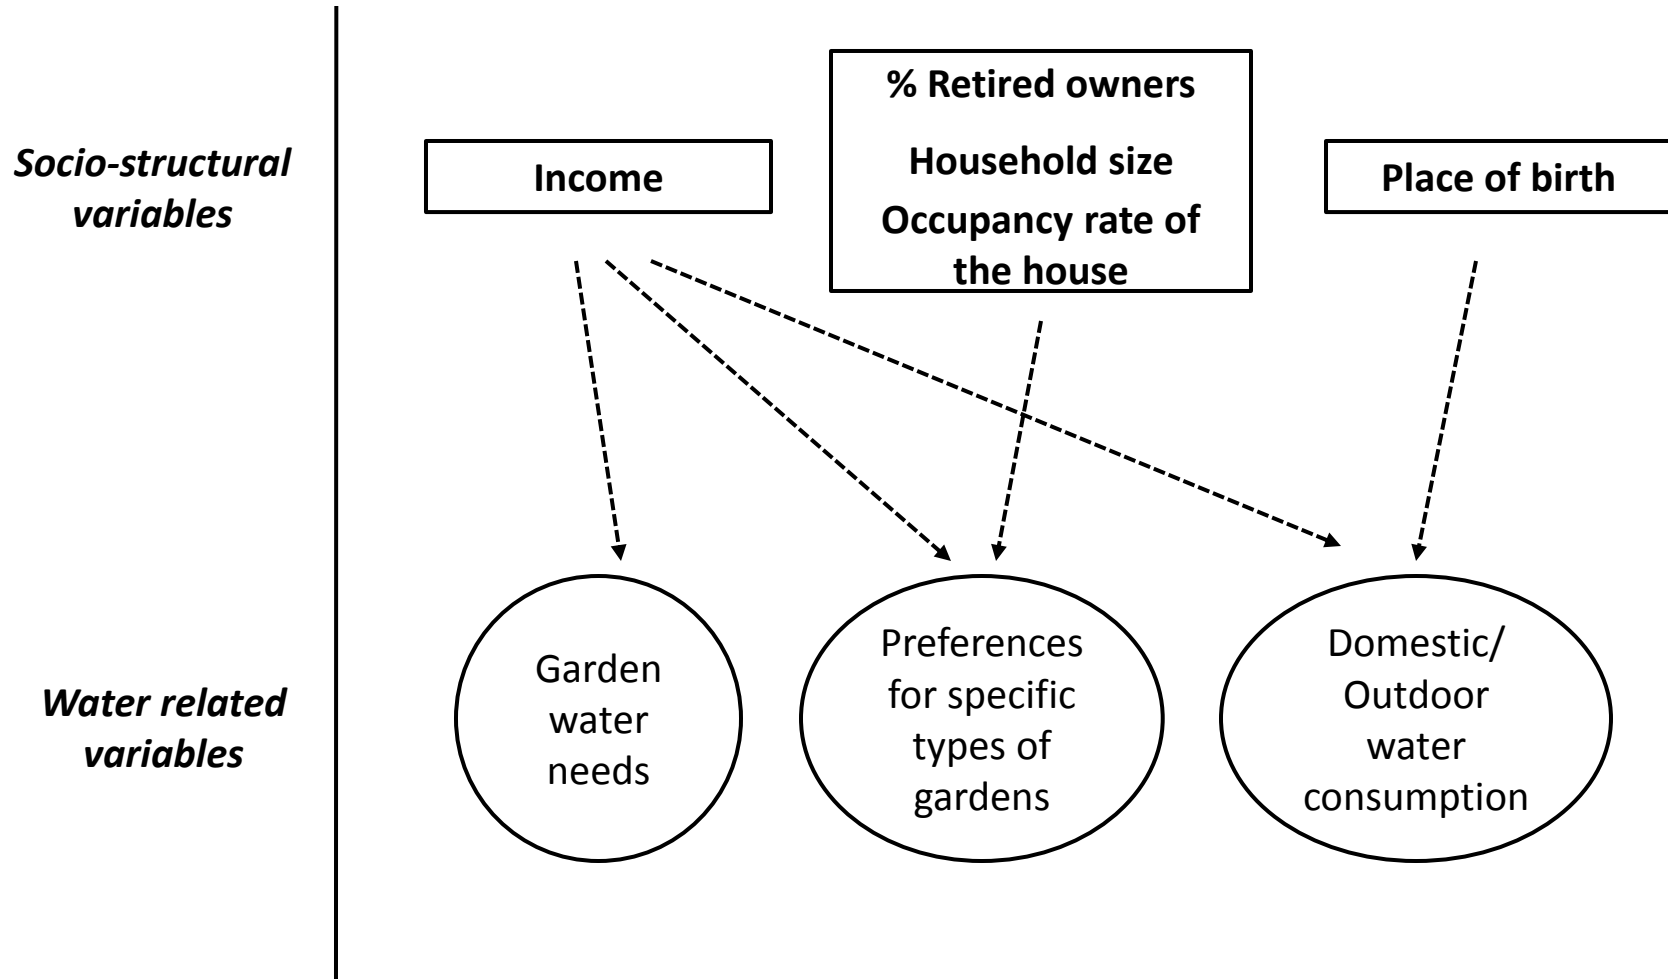 Socio-structural
variables
Income
% Retired owners
Household size
Occupancy rate of
the house
Place of birth
Water related
variables
Garden
water
needs
Preferences
for specific
types of
gardens
Domestic/
Outdoor
water
consumption